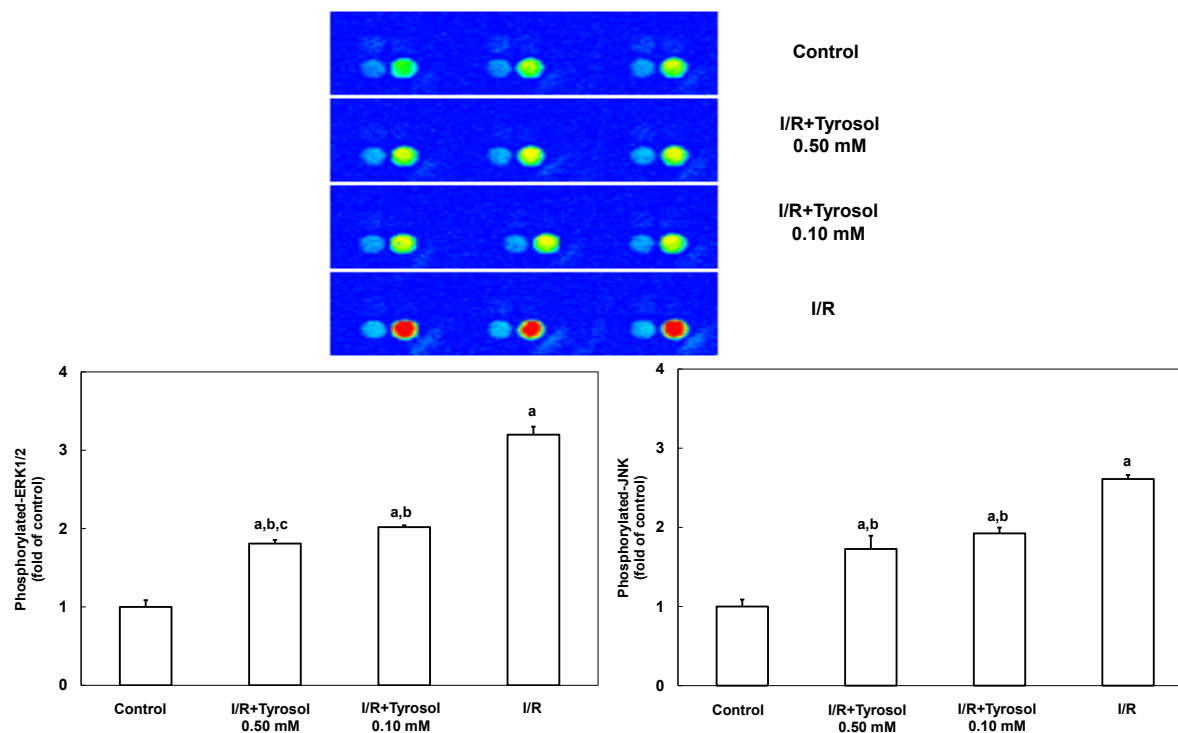 Control
I/R+Tyrosol
0.50 mM
I/R+Tyrosol
0.10 mM
I/R
Phosphorylated-ERK1/2
(fold of control)
4
3
2
1
0
a,b,c
a,b
a
Control
I/R+Tyrosol
0.50 mM
I/R+Tyrosol
0.10 mM
I/R
Phosphorylated-JNK
(fold of control)
4
3
2
1
0
a,b
a,b
a
Control
I/R+Tyrosol
0.50 mM
I/R+Tyrosol
0.10 mM
I/R